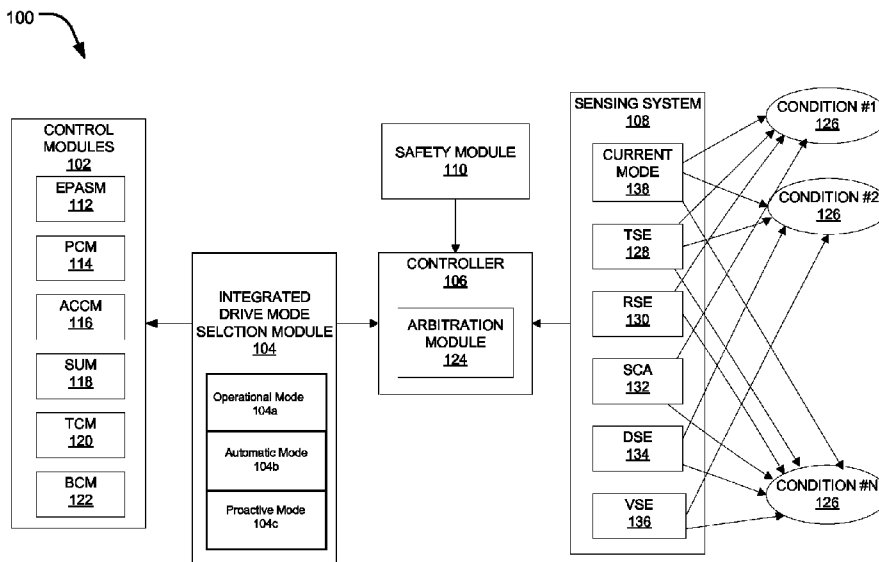 100
CONTROL
MODULES
102
EPASM
112
PCM
114
ACCM
116
SUM
118
TCM
120
BCM
122
INTEGRATED
DRIVE MODE
SELCTION MODULE
104
Operational Mode
104a
Automatic Mode
104b
Proactive Mode
104c
SAFETY MODULE
110
CONTROLLER
106
ARBITRATION
MODULE
124
SENSING SYSTEM
108
CURRENT
MODE
138
TSE
128
RSE
130
SCA
132
DSE
134
VSE
136
CONDITION #1
126
CONDITION #2
126
CONDITION #N
126